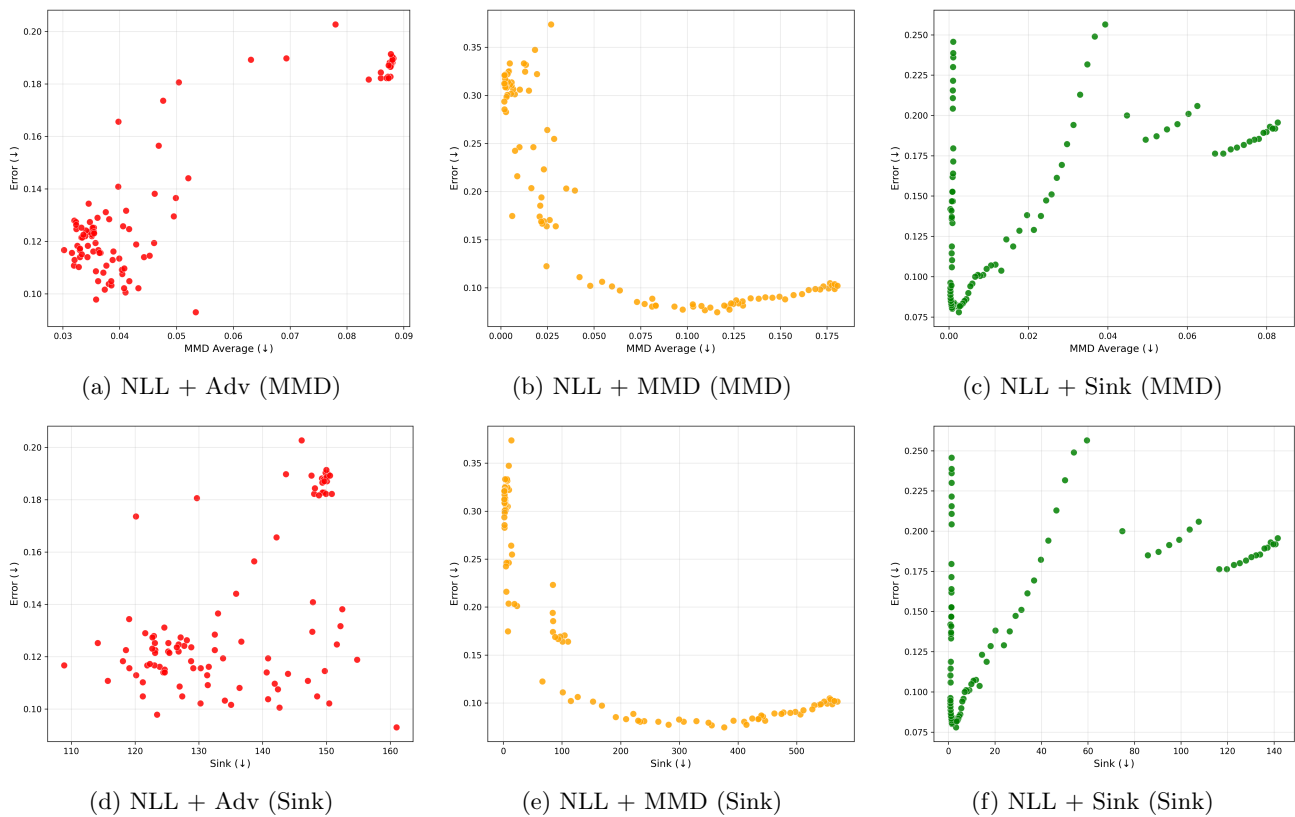 0.20
0.18
0.16
0.14
0.12
0.10
Error (↓)
0.03 0.04 0.05 0.06 0.07 0.08 0.09
MMD Average (↓)
(a) NLL + Adv (MMD)
0.35
0.30
0.25
0.20
0.15
0.10
Error (↓)
0.000 0.025 0.050 0.075 0.100 0.125 0.150 0.175
MMD Average (↓)
(b) NLL + MMD (MMD)
0.250
0.225
0.200
0.175
0.150
0.125
0.100
0.075
Error (↓)
0.00 0.02 0.04 0.06 0.08
MMD Average (↓)
(c) NLL + Sink (MMD)
0.20
0.18
0.16
0.14
0.12
0.10
Error (↓)
110 120 130 140 150 160
Sink (↓)
(d) NLL + Adv (Sink)
0.35
0.30
0.25
0.20
0.15
0.10
Error (↓)
0 100 200 300 400 500
Sink (↓)
(e) NLL + MMD (Sink)
0.250
0.225
0.200
0.175
0.150
0.125
0.100
0.075
Error (↓)
0 20 40 60 80 100 120 140
Sink (↓)
(f) NLL + Sink (Sink)